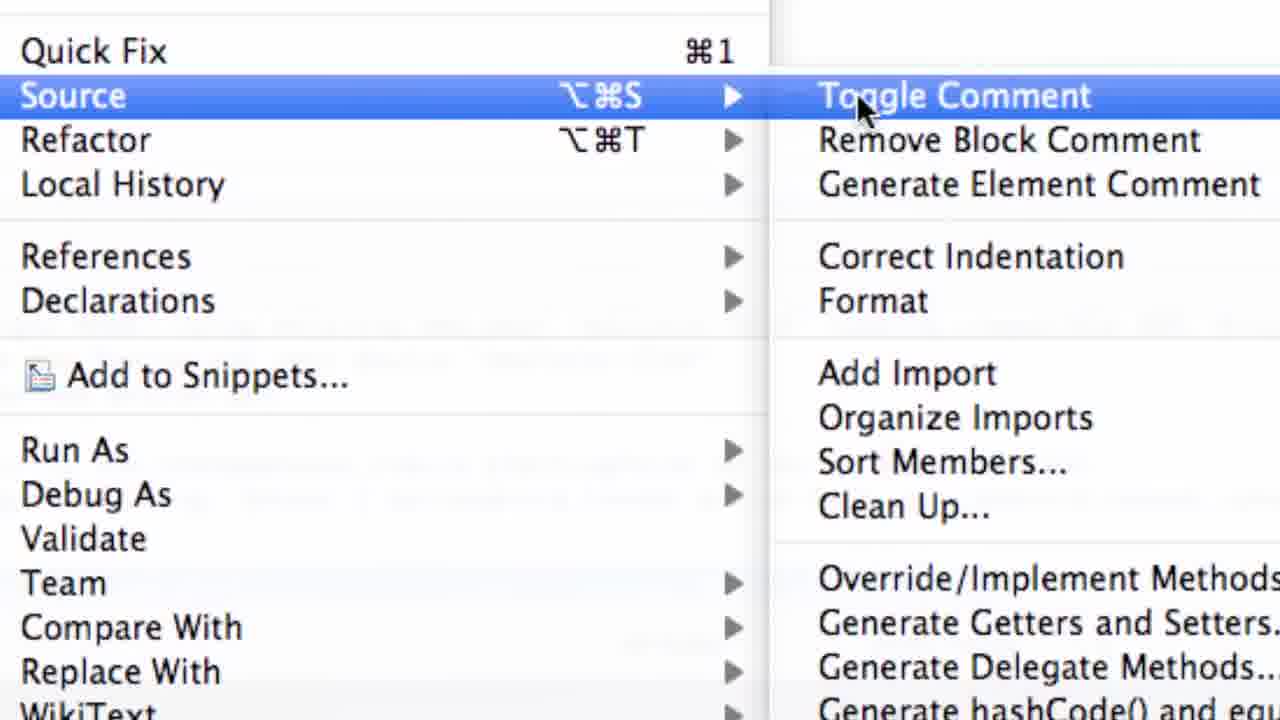 Quick Fix ⌘1
Source ⌥⌘S
Refactor ⌥⌘T
Local History
References
Declarations
Add to Snippets...
Run As
Debug As
Validate
Team
Compare With
Replace With
WikiText
Toggle Comment
Remove Block Comment
Generate Element Comment
Correct Indentation
Format
Add Import
Organize Imports
Sort Members...
Clean Up...
Override/Implement Methods
Generate Getters and Setters.
Generate Delegate Methods...
Generate hashCode() and equ